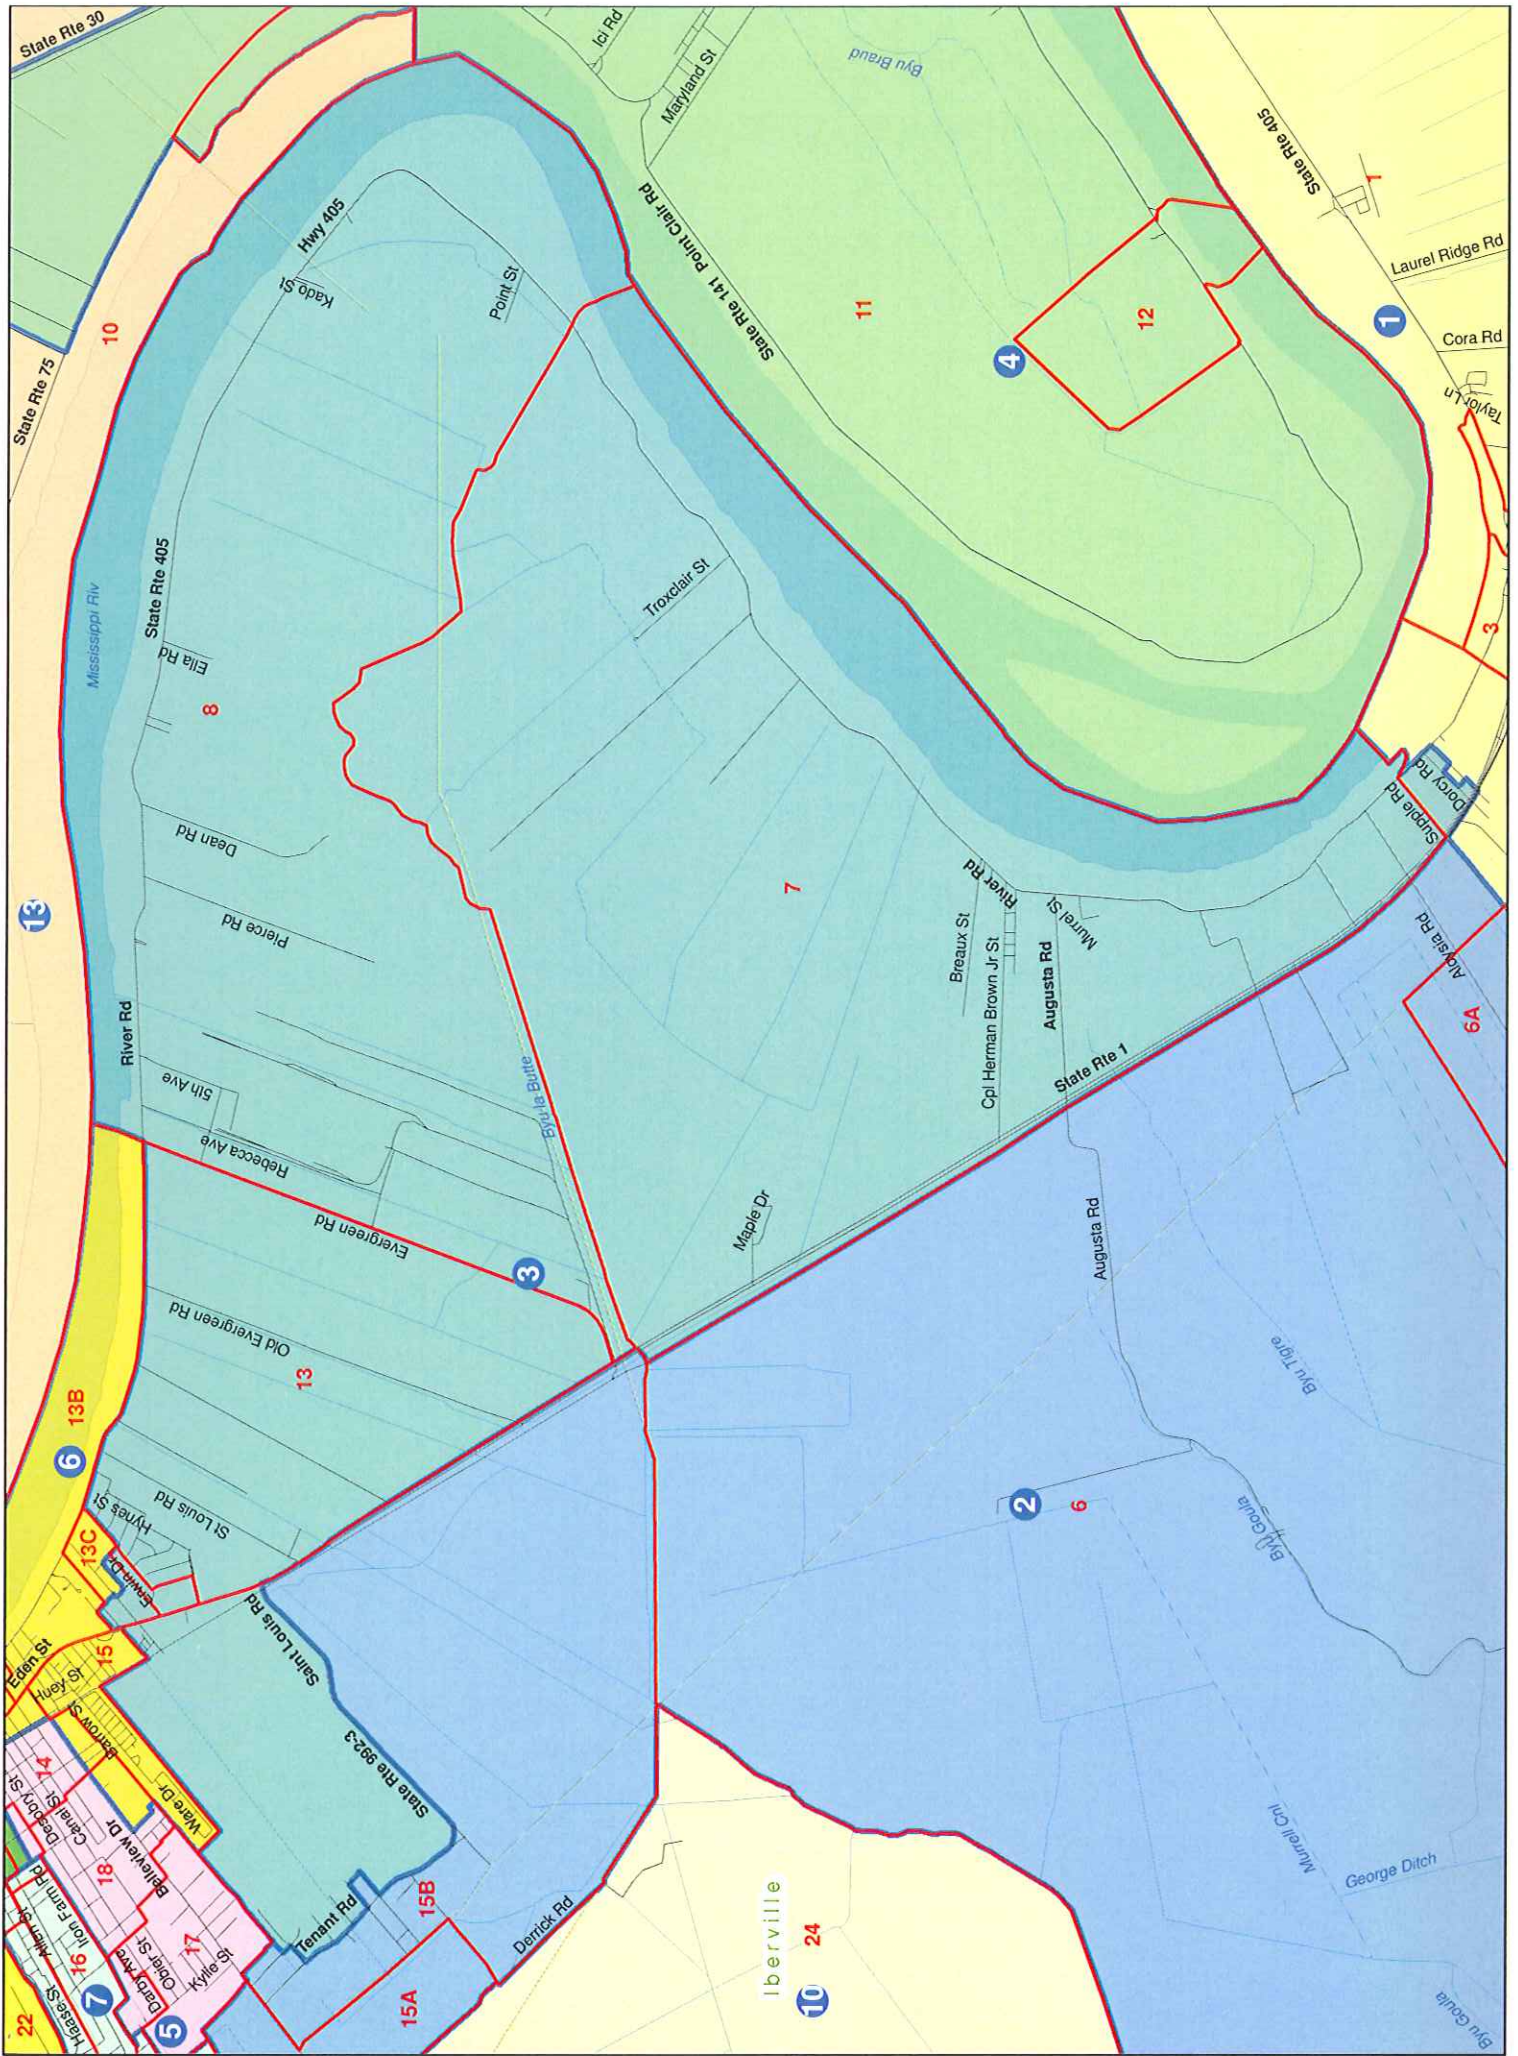 State Rte 30
Ici Rd
Maryland St
Byu Braud
State Rte 405
1
Hwy 405
Kado St
Point St
State Rte 141 Point Clair Rd
Laurel Ridge Rd
10
11
12
1
4
Cora Rd
State Rte 75
Taylor Ln
State Rte 405
Mississippi Riv
Troxclair St
Ella Rd
3
8
Dorcy Rd
Supple Rd
Dean Rd
7
River Rd
13
Pierce Rd
Breaux St
Murrel St
Aloysia Rd
Cpl Herman Brown Jr St
Augusta Rd
River Rd
6A
5th Ave
Byu la Butte
State Rte 1
Rebecca Ave
Evergreen Rd
Maple Dr
Augusta Rd
3
Old Evergreen Rd
13
Byu Tigre
13B
6
Hynes St
St Louis Rd
2
6
13C
Erwin Dr
Byu Goula
Saint Louis Rd
15
Eden St
Huey St
Barrow St
State Rte 992-3
14
Desobry St
Canal St
Ware Dr
Belleview Dr
Murrell Cnl
18
George Ditch
Iron Farm Rd
Allen St
Tenant Rd
15B
Derrick Rd
Iberville
24
16
17
Obier St
Kylie St
Darby Ave
10
15A
7
Haase St
5
22
Byu Goula